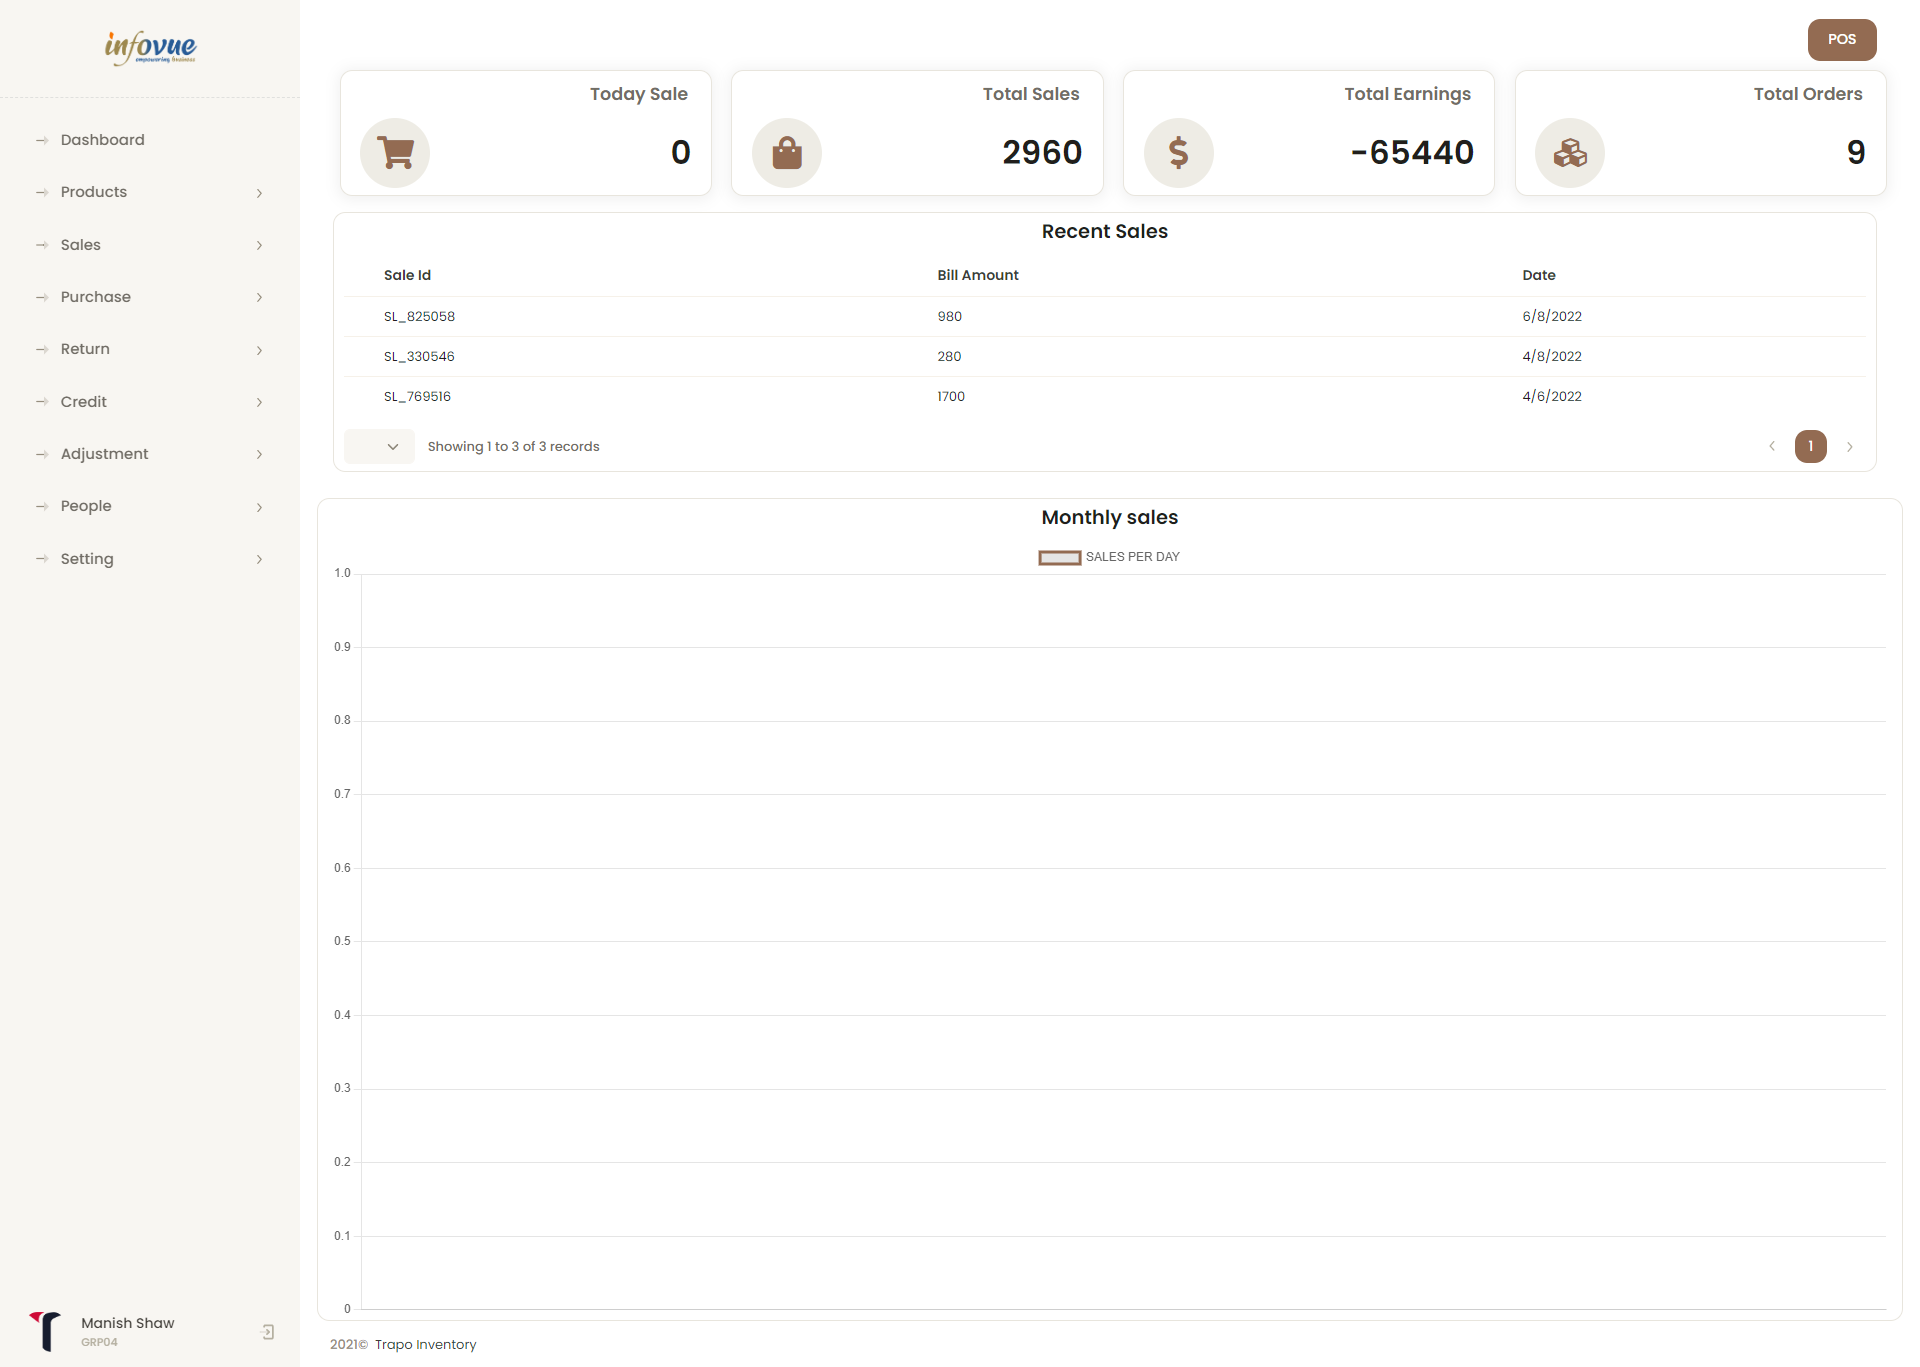 infovue
empowering business
POS
Dashboard
Products
Sales
Purchase
Return
Credit
Adjustment
People
Setting
Today Sale
0
Total Sales
2960
Total Earnings
-65440
Total Orders
9
Recent Sales
Sale Id Bill Amount Date
SL_825058 980 6/8/2022
SL_330546 280 4/8/2022
SL_769516 1700 4/6/2022
Showing 1 to 3 of 3 records
1
Monthly sales
SALES PER DAY
1.0
0.9
0.8
0.7
0.6
0.5
0.4
0.3
0.2
0.1
0
Manish Shaw
GRP04
2021© Trapo Inventory